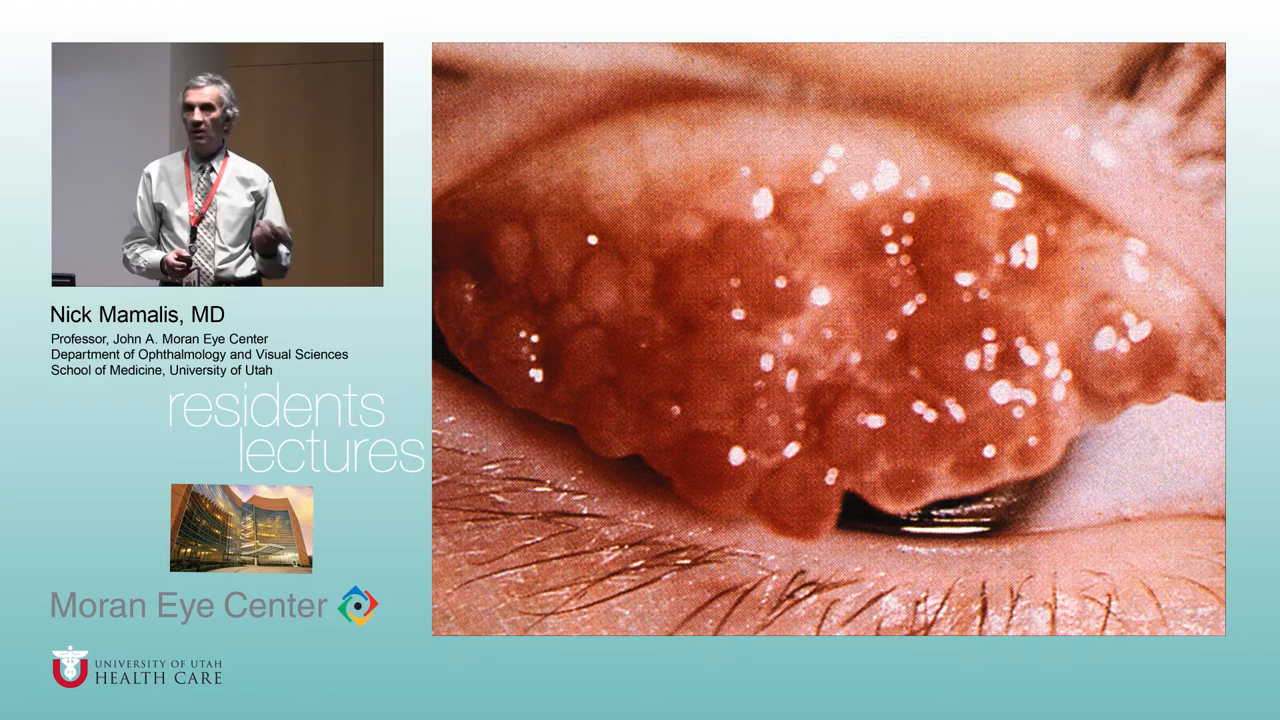 Nick Mamalis, MD
Professor, John A. Moran Eye Center
Department of Ophthalmology and Visual Sciences
School of Medicine, University of Utah
residents
lectures
Moran Eye Center
UNIVERSITY OF UTAH
HEALTH CARE